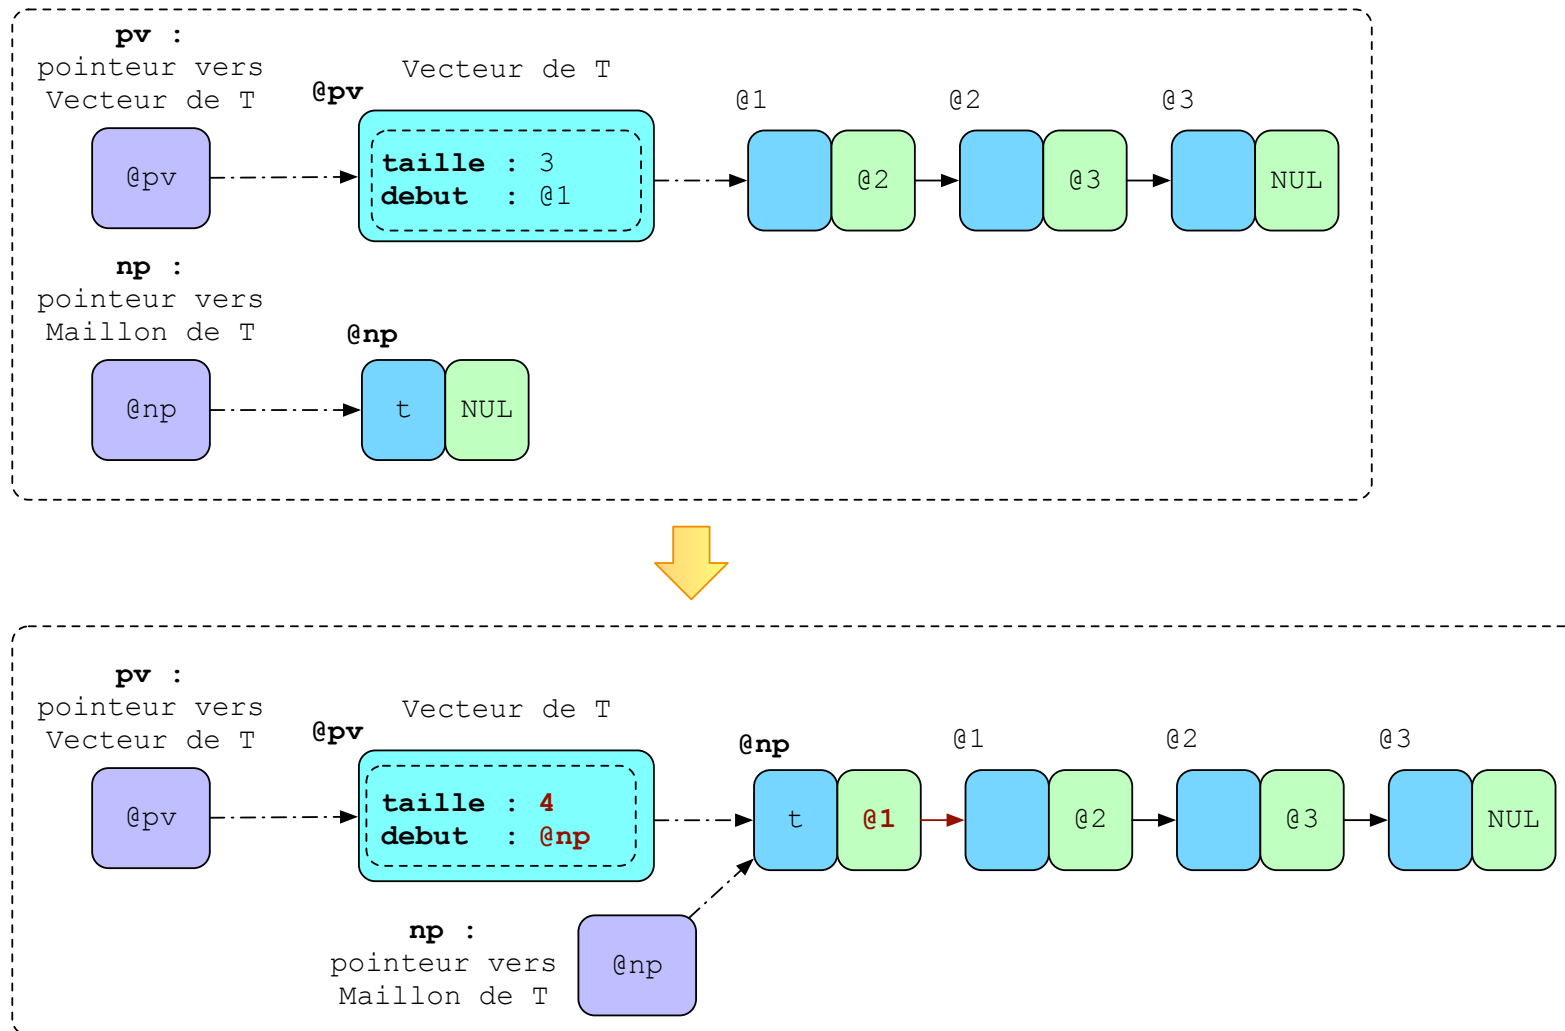 pv :
pointeur vers
Vecteur de T
@pv
Vecteur de T
@1
@2
@3
@pv
taille : 3
debut : @1
@2
@3
NUL
np :
pointeur vers
Maillon de T
@np
@np
t
NUL
pv :
pointeur vers
Vecteur de T
@pv
Vecteur de T
@np
@1
@2
@3
@pv
taille : 4
debut : @np
t
@1
@2
@3
NUL
np :
pointeur vers
Maillon de T
@np